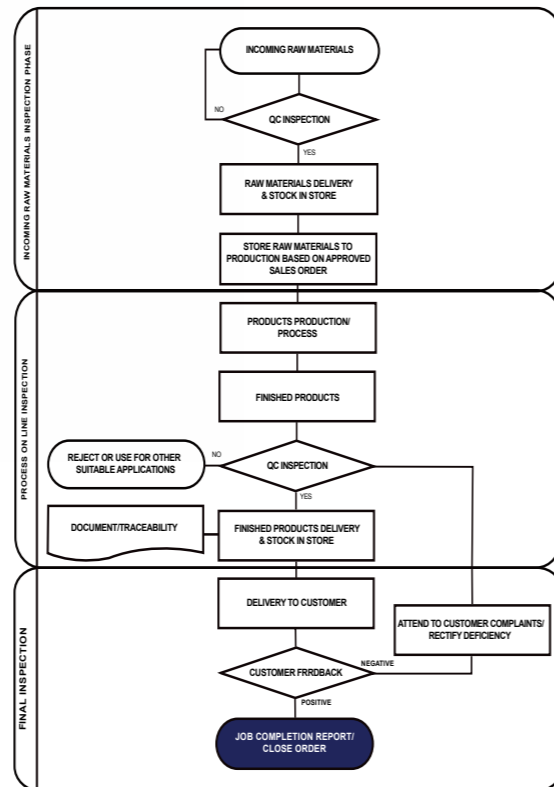 INCOMING RAW MATERIALS INSPECTION PHASE
INCOMING RAW MATERIALS
NO
QC INSPECTION
YES
RAW MATERIALS DELIVERY
& STOCK IN STORE
STORE RAW MATERIALS TO
PRODUCTION BASED ON APPROVED
SALES ORDER
PROCESS ON LINE INSPECTION
PRODUCTS PRODUCTION/
PROCESS
FINISHED PRODUCTS
REJECT OR USE FOR OTHER
SUITABLE APPLICATIONS
NO
QC INSPECTION
YES
DOCUMENT/TRACEABILITY
FINISHED PRODUCTS DELIVERY
& STOCK IN STORE
FINAL INSPECTION
DELIVERY TO CUSTOMER
ATTEND TO CUSTOMER COMPLAINTS/
RECTIFY DEFICIENCY
CUSTOMER FRRDBACK
NEGATIVE
POSITIVE
JOB COMPLETION REPORT/
CLOSE ORDER